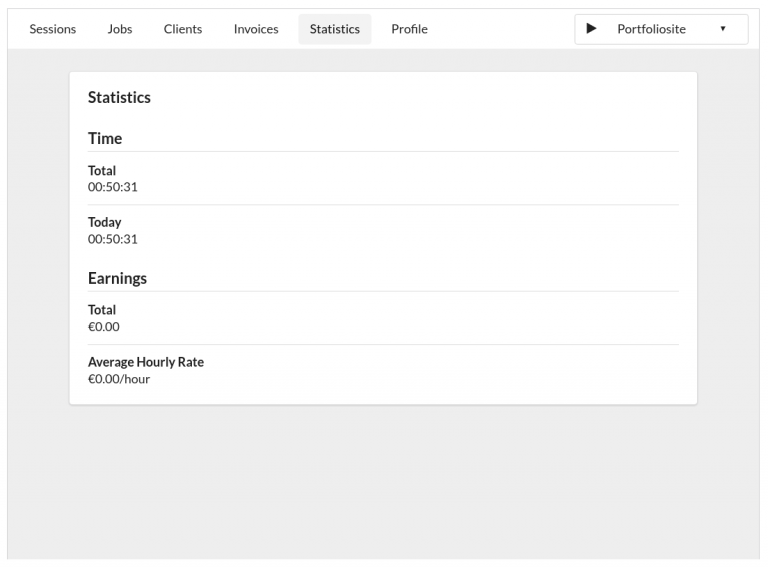 Sessions Jobs Clients Invoices Statistics Profile Portfoliosite
Statistics
Time
Total
00:50:31
Today
00:50:31
Earnings
Total
€0.00
Average Hourly Rate
€0.00/hour